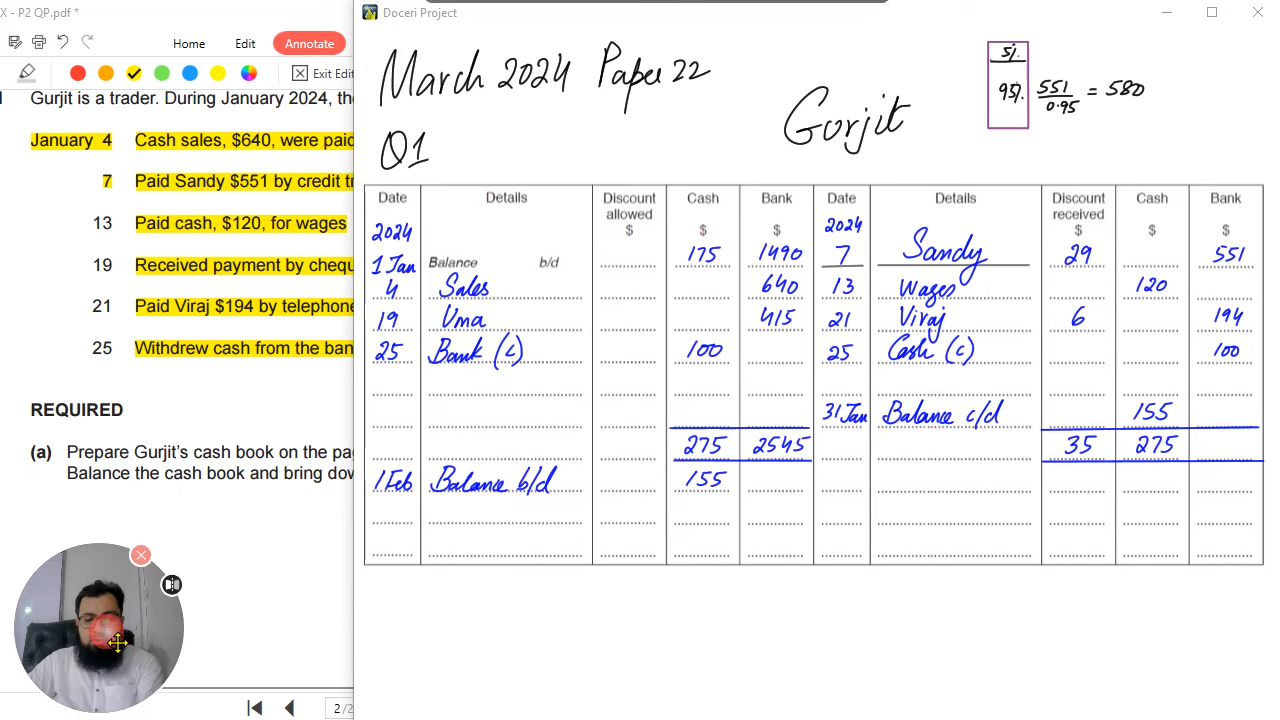 X - P2 QP.pdf *
Doceri Project
Home Edit Annotate
Exit Edi
Gurjit is a trader. During January 2024, the
January 4 Cash sales, $640, were paid
7 Paid Sandy $551 by credit tr
13 Paid cash, $120, for wages
19 Received payment by chequ
21 Paid Viraj $194 by telephone
25 Withdrew cash from the ban
REQUIRED
(a) Prepare Gurjit's cash book on the pa
Balance the cash book and bring dov
2/2
March 2024 Paper 22
Q1
Gurjit
5%
95% 551/0.95 = 580
Date Details Discount allowed $ Cash $ Bank $ Date Details Discount received $ Cash $ Bank $
2024 2024
1 Jan Balance b/d 175 1490 7 Sandy 29 551
4 Sales 640 13 Wages 120
19 Uma 415 21 Viraj 6 194
25 Bank (c) 100 25 Cash (c) 100
31 Jan Balance c/d 155
275 2545 35 275
1 Feb Balance b/d 155